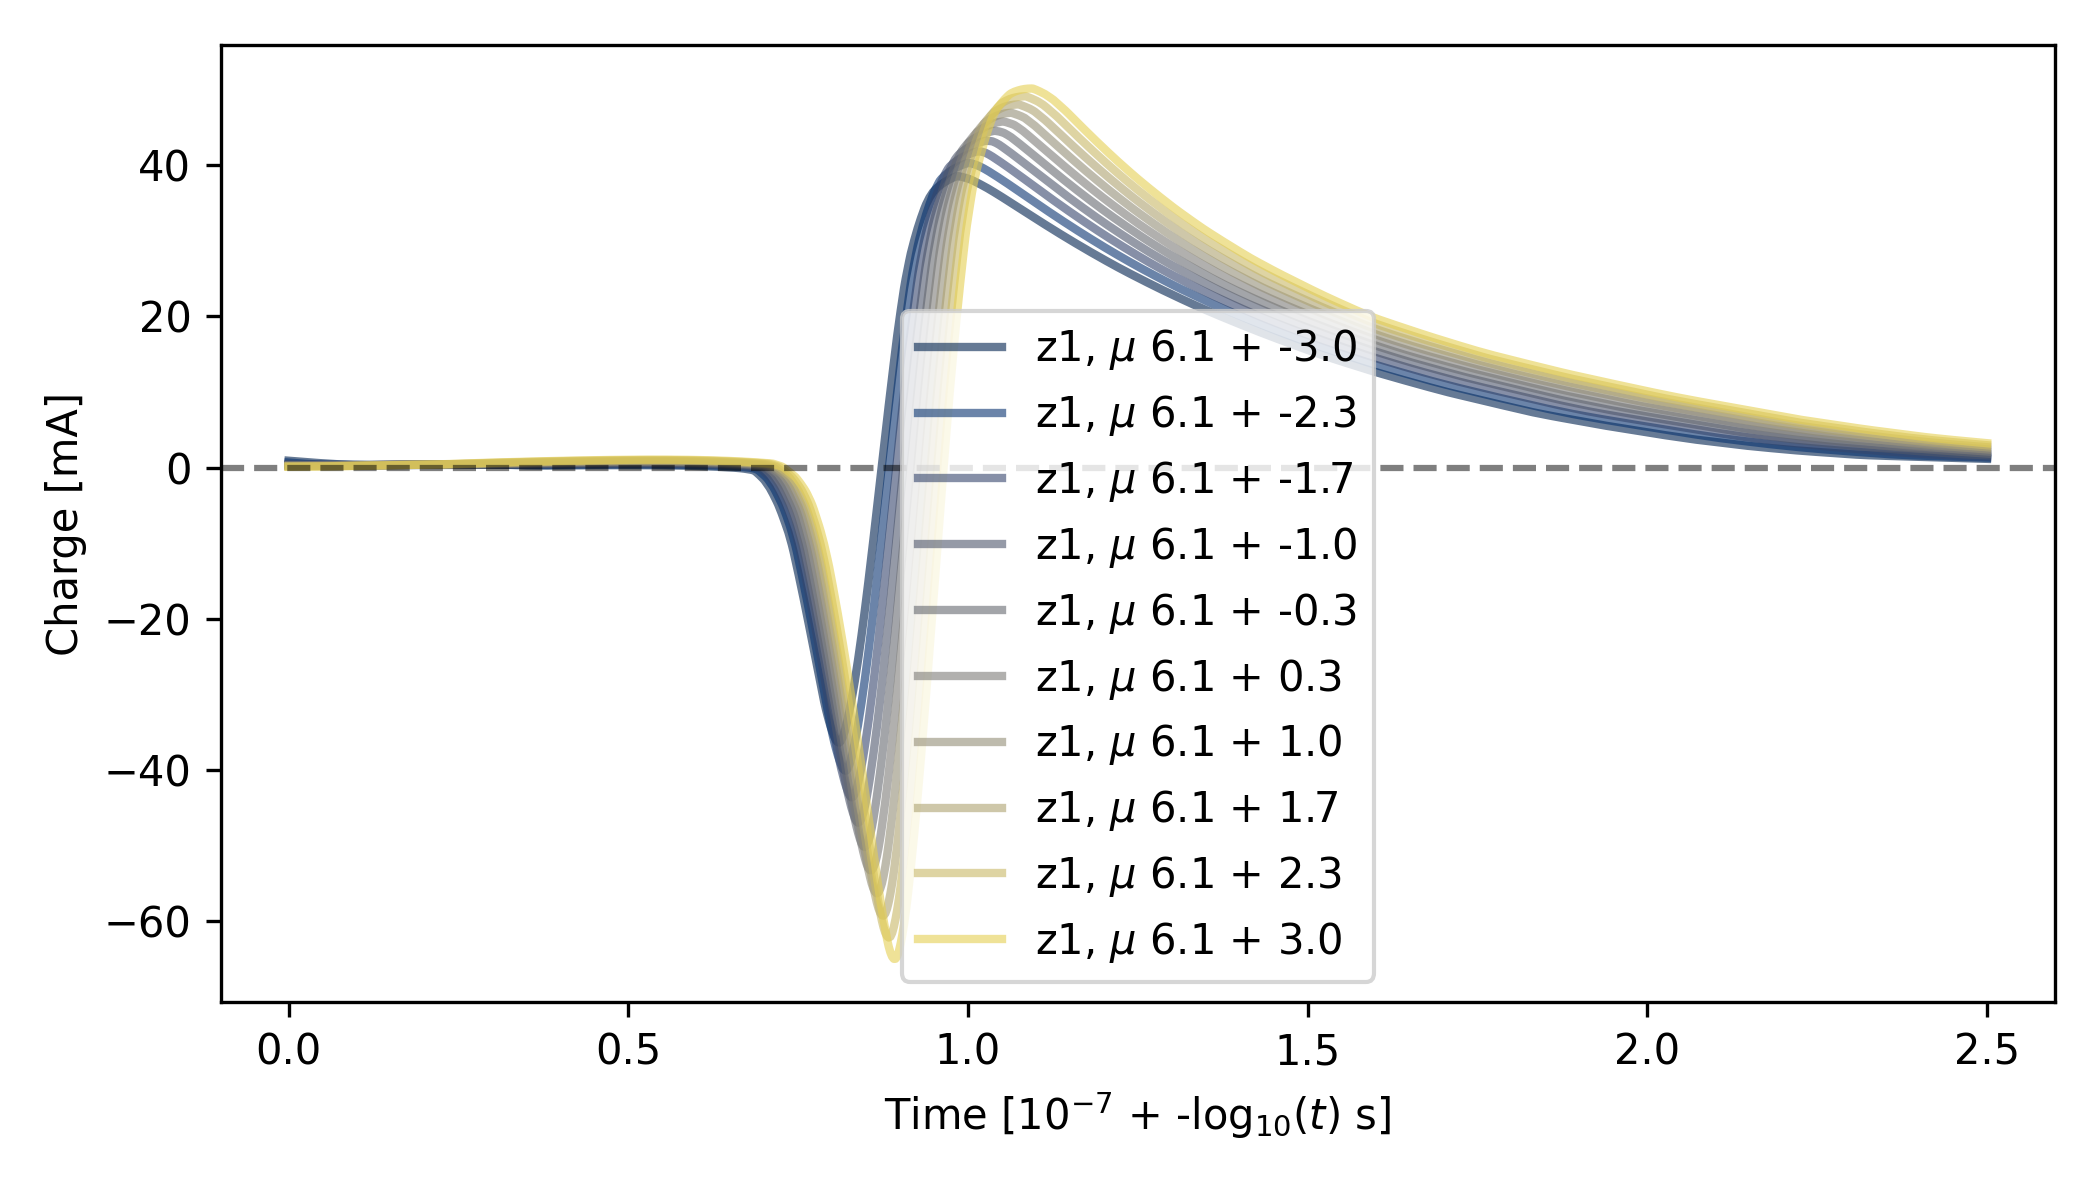 40
20
0
−20
−40
−60
Charge [mA]
z1, μ 6.1 + -3.0
z1, μ 6.1 + -2.3
z1, μ 6.1 + -1.7
z1, μ 6.1 + -1.0
z1, μ 6.1 + -0.3
z1, μ 6.1 + 0.3
z1, μ 6.1 + 1.0
z1, μ 6.1 + 1.7
z1, μ 6.1 + 2.3
z1, μ 6.1 + 3.0
0.0 0.5 1.0 1.5 2.0 2.5
Time [10⁻⁷ + -log₁₀(t) s]